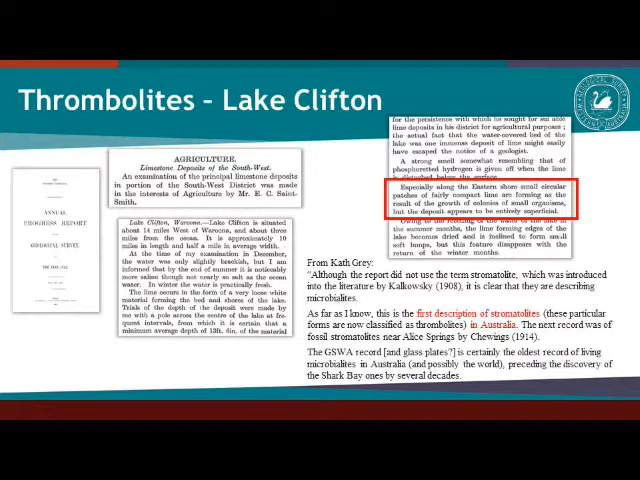 Thrombolites – Lake Clifton
ANNUAL
PROGRESS REPORT
GEOLOGICAL SURVEY
AGRICULTURE.
Limestone Deposits of the South-West.
An examination of the principal limestone deposits
in portion of the South-West District was made
in the interests of Agriculture by Mr. E. C. Saint-
Smith.
Lake Clifton, Waroona.—Lake Clifton is situated
about 14 miles West of Waroona, and about three
miles from the ocean. It is approximately 10
miles in length and half a mile in average width.
At the time of my examination in December,
the water was only slightly brackish, but I am
informed that by the end of summer it is noticeably
more saline though not nearly so salt as the ocean
water. In winter the water is practically fresh.
The lime occurs in the form of a very loose white
material forming the bed and shores of the lake.
Trials of the depth of the deposit were made by
me with a pole across the centre of the lake at fre-
quent intervals, from which it is certain that a
minimum average depth of 13ft. 6in. of the material
for the persistence with which he sought for suitable
lime deposits in his district for agricultural purposes;
the actual fact that the water-covered bed of the
lake was one immense deposit of lime might easily
have escaped the notice of a geologist.
A strong smell somewhat resembling that of
phosphoretted hydrogen is given off when the lime
is disturbed below the surface.
Especially along the Eastern shore small circular
patches of fairly compact lime are forming as the
result of the growth of colonies of small organisms,
but the deposit appears to be entirely superficial.
Owing to the of the water of the lake in
the summer months, the lime forming edges of the
lake becomes dried and is inclined to form small
soft lumps, but this feature disappears with the
return of the winter months.
From Kath Grey:
"Although the report did not use the term stromatolite, which was introduced
into the literature by Kalkowsky (1908), it is clear that they are describing
microbialites.
As far as I know, this is the first description of stromatolites (these particular
forms are now classified as thrombolites) in Australia. The next record was of
fossil stromatolites near Alice Springs by Chewings (1914).
The GSWA record [and glass plates?] is certainly the oldest record of living
microbialites in Australia (and possibly the world), preceding the discovery of
the Shark Bay ones by several decades.